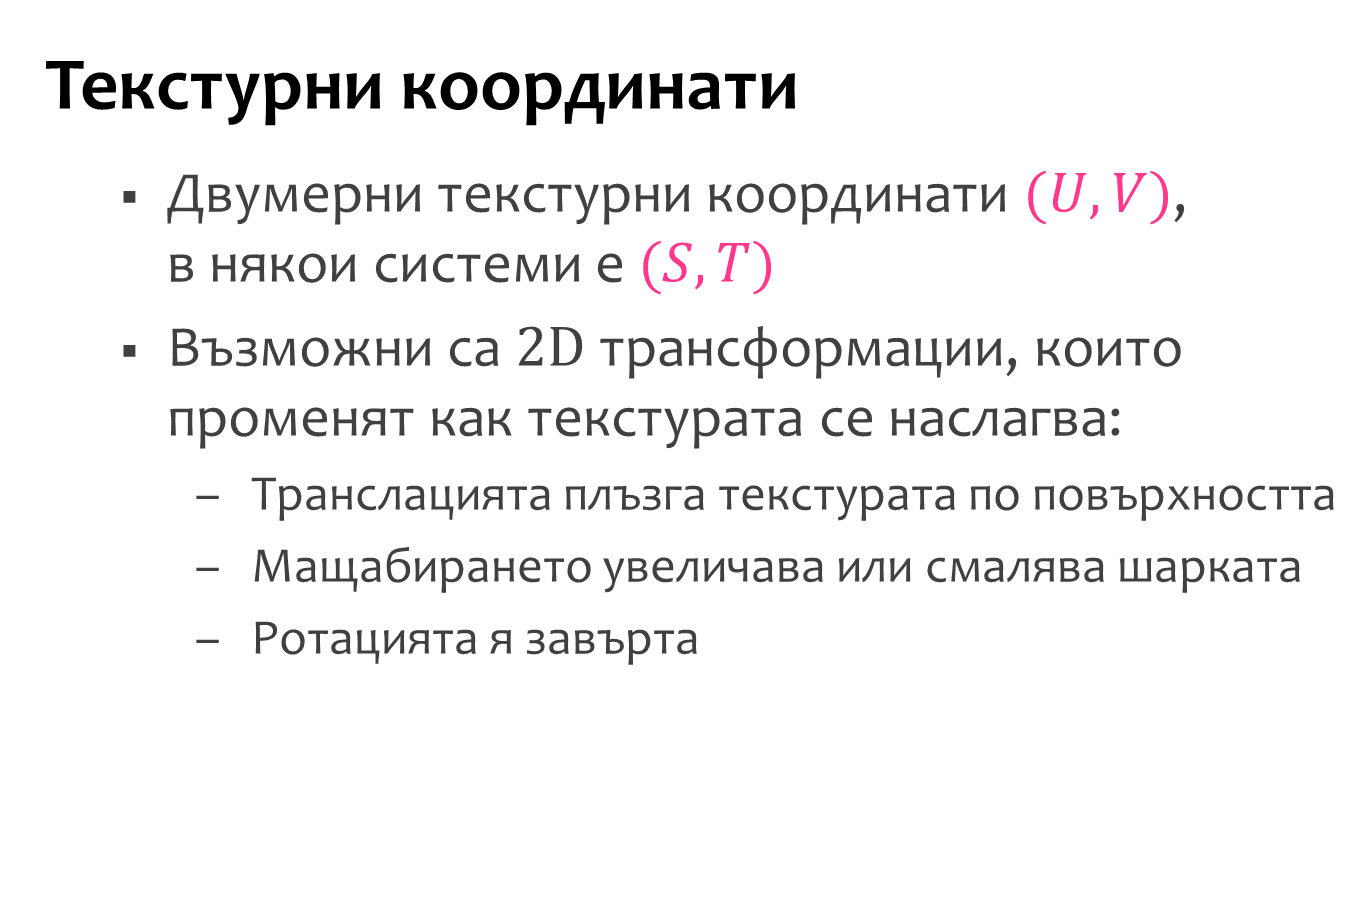 Текстурни координати
▪ Двумерни текстурни координати (U, V),
в някои системи е (S, T)
▪ Възможни са 2D трансформации, които
променят как текстурата се наслагва:
– Транслацията плъзга текстурата по повърхността
– Мащабирането увеличава или смалява шарката
– Ротацията я завърта